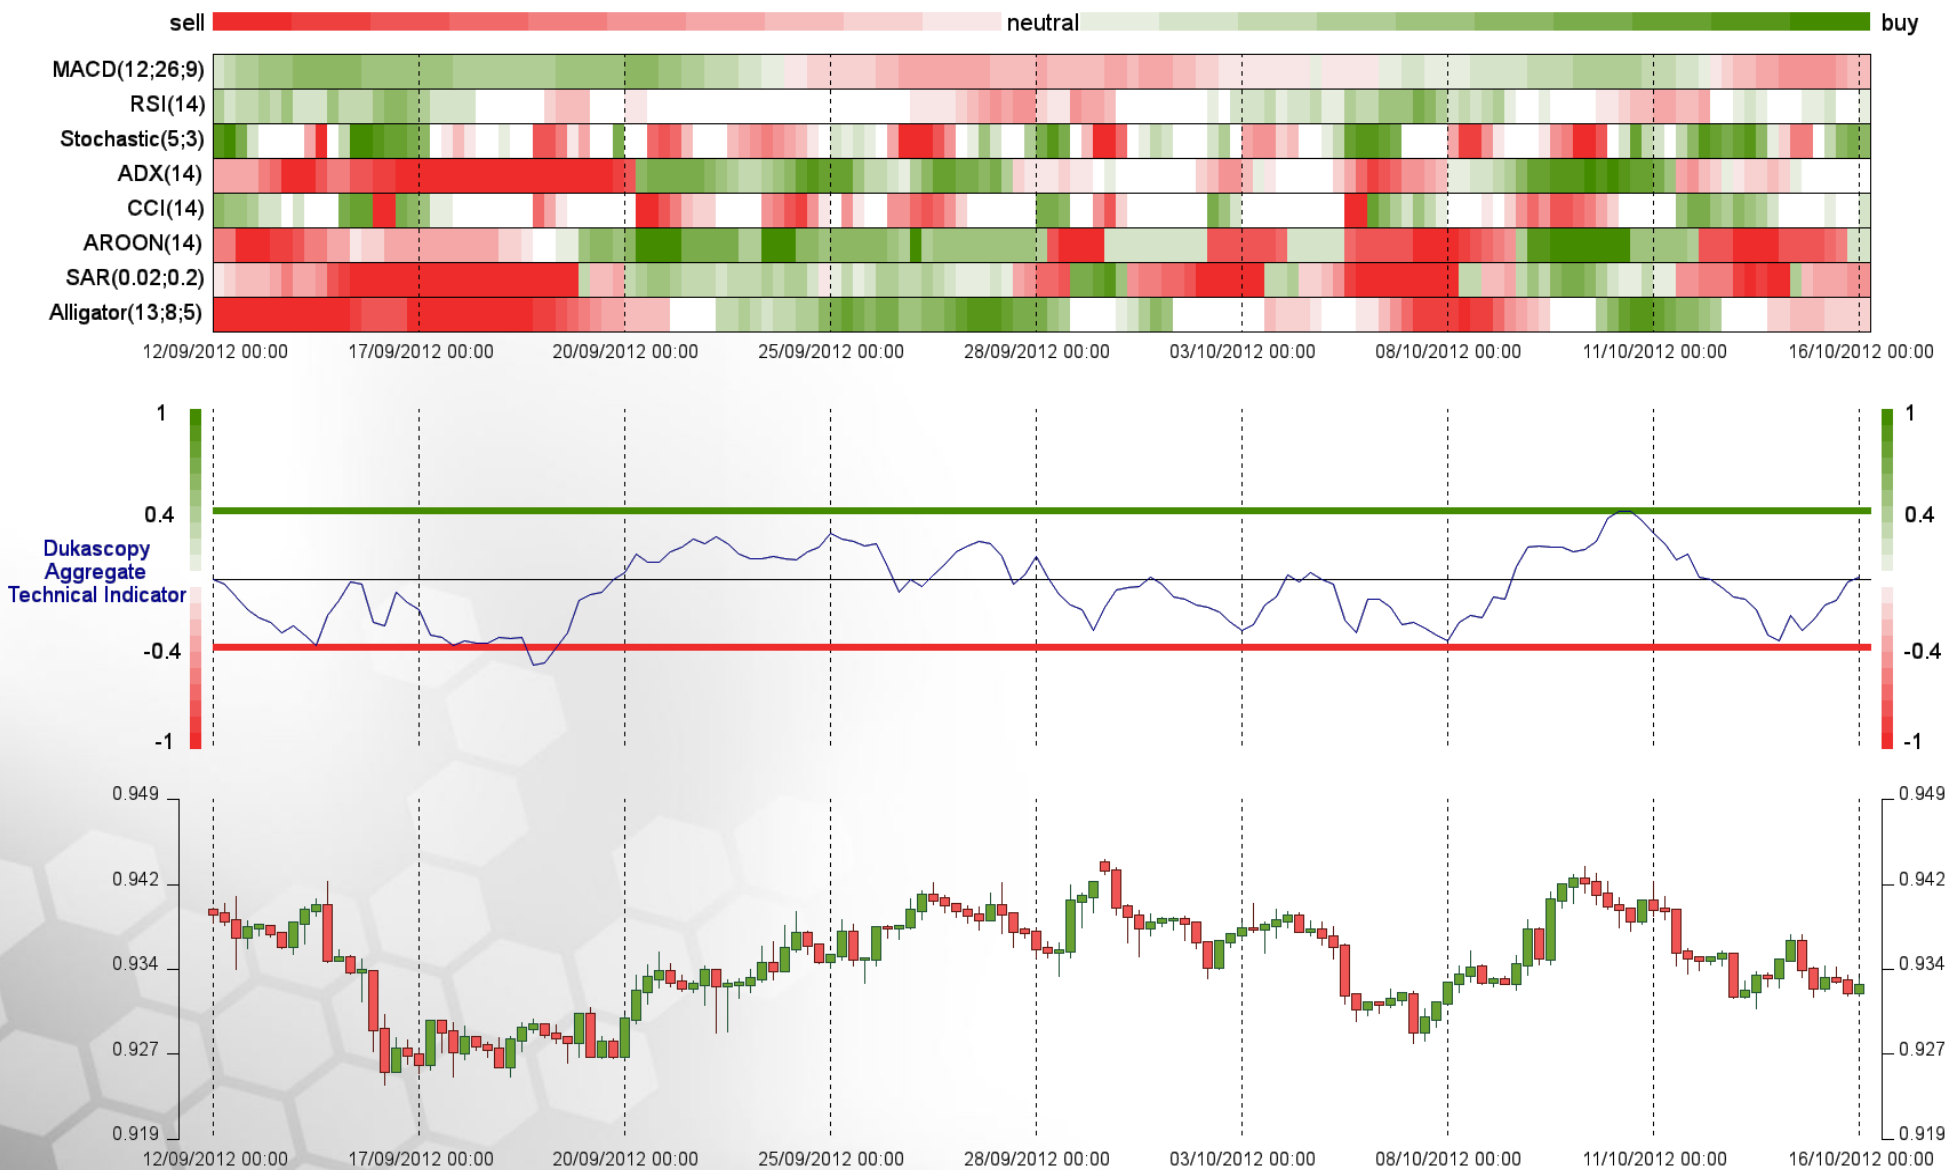 sell neutral buy
MACD(12;26;9)
RSI(14)
Stochastic(5;3)
ADX(14)
CCI(14)
AROON(14)
SAR(0.02;0.2)
Alligator(13;8;5)
12/09/2012 00:00 17/09/2012 00:00 20/09/2012 00:00 25/09/2012 00:00 28/09/2012 00:00 03/10/2012 00:00 08/10/2012 00:00 11/10/2012 00:00 16/10/2012 00:00
1 1
0.4 0.4
Dukascopy
Aggregate
Technical Indicator
-0.4 -0.4
-1 -1
0.949 0.949
0.942 0.942
0.934 0.934
0.927 0.927
0.919 0.919
12/09/2012 00:00 17/09/2012 00:00 20/09/2012 00:00 25/09/2012 00:00 28/09/2012 00:00 03/10/2012 00:00 08/10/2012 00:00 11/10/2012 00:00 16/10/2012 00:00